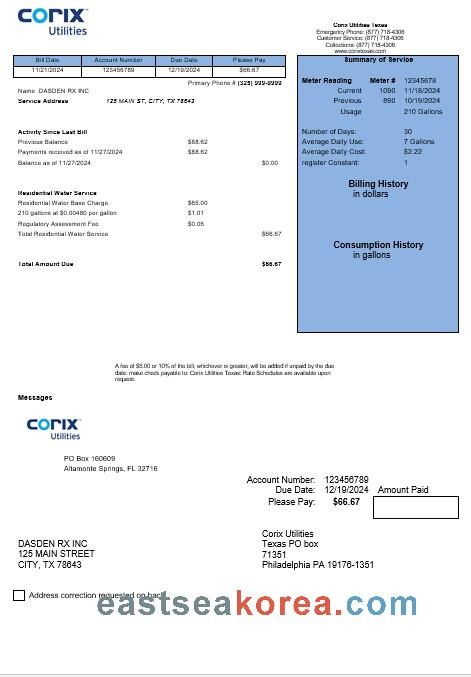 CORIX™
Utilities
Corix Utilities Texas
Emergency Phone: (877) 718-4306
Customer Service: (877) 718-4306
Collections: (877) 718-4306
www.corixtexas.com
Bill Date Account Number Due Date Please Pay
11/21/2024 123456789 12/19/2024 $66.67
Primary Phone # (325) 999-9999
Name DASDEN RX INC
Service Address 125 MAIN ST, CITY, TX 78643
Summary of Service
Meter Reading Meter # 12345678
Current 1090 11/18/2024
Previous 890 10/19/2024
Usage 210 Gallons
Number of Days: 30
Average Daily Use: 7 Gallons
Average Daily Cost: $2.22
register Constant: 1
Billing History
in dollars
Consumption History
in gallons
Activity Since Last Bill
Previous Balance $88.62
Payments received as of 11/27/2024 $88.62
Balance as of 11/27/2024 $0.00
Residential Water Service
Residential Water Base Charge $65.00
210 gallons at $0.00480 per gallon $1.01
Regulatory Assessment Fee $0.06
Total Residential Water Service $66.67
Total Amount Due $66.67
A fee of $5.00 or 10% of the bill, whichever is greater, will be added if unpaid by the due
date: make check payable to: Corix Utilities Texas: Rate Schedules are available upon
request.
Messages
CORIX™
Utilities
PO Box 160609
Altamonte Springs, FL 32716
Account Number: 123456789
Due Date: 12/19/2024 Amount Paid
Please Pay: $66.67
DASDEN RX INC
125 MAIN STREET
CITY, TX 78643
Corix Utilities
Texas PO box
71351
Philadelphia PA 19176-1351
Address correction requested on back
eastseakorea.com